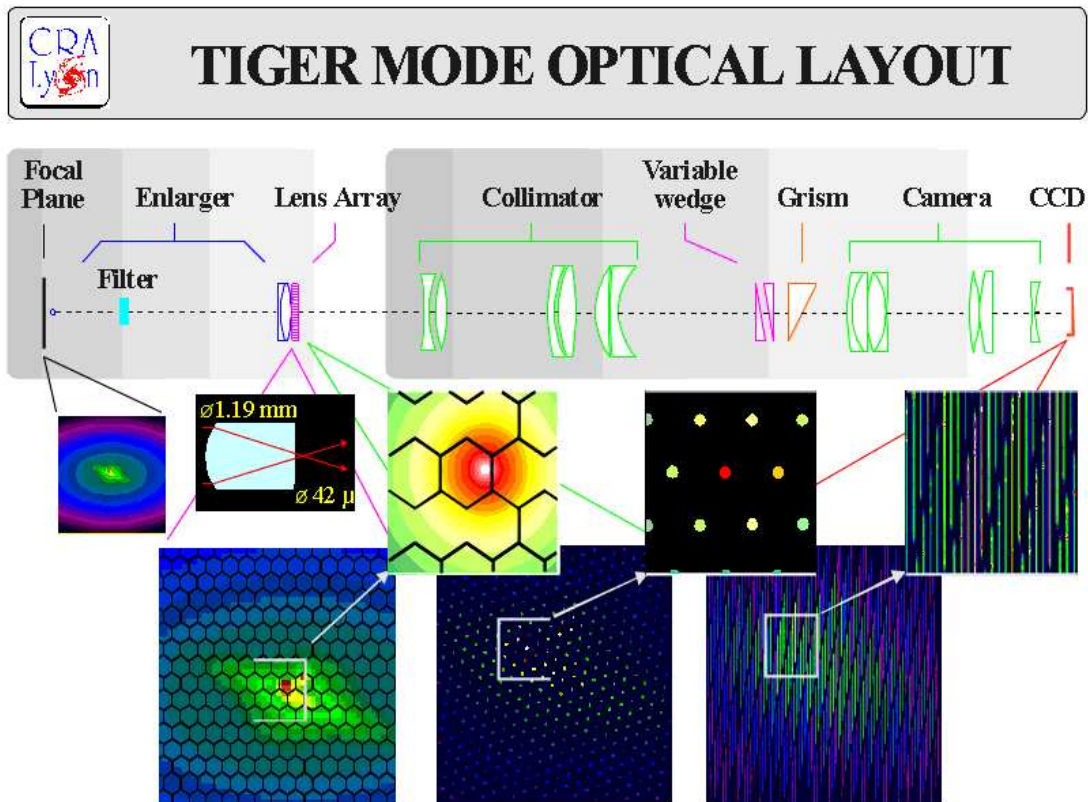 CRA
Lyon
TIGER MODE OPTICAL LAYOUT
Focal
Plane
Enlarger
Lens Array
Collimator
Variable
wedge
Grism
Camera
CCD
Filter
ø1.19 mm
ø 42 μ